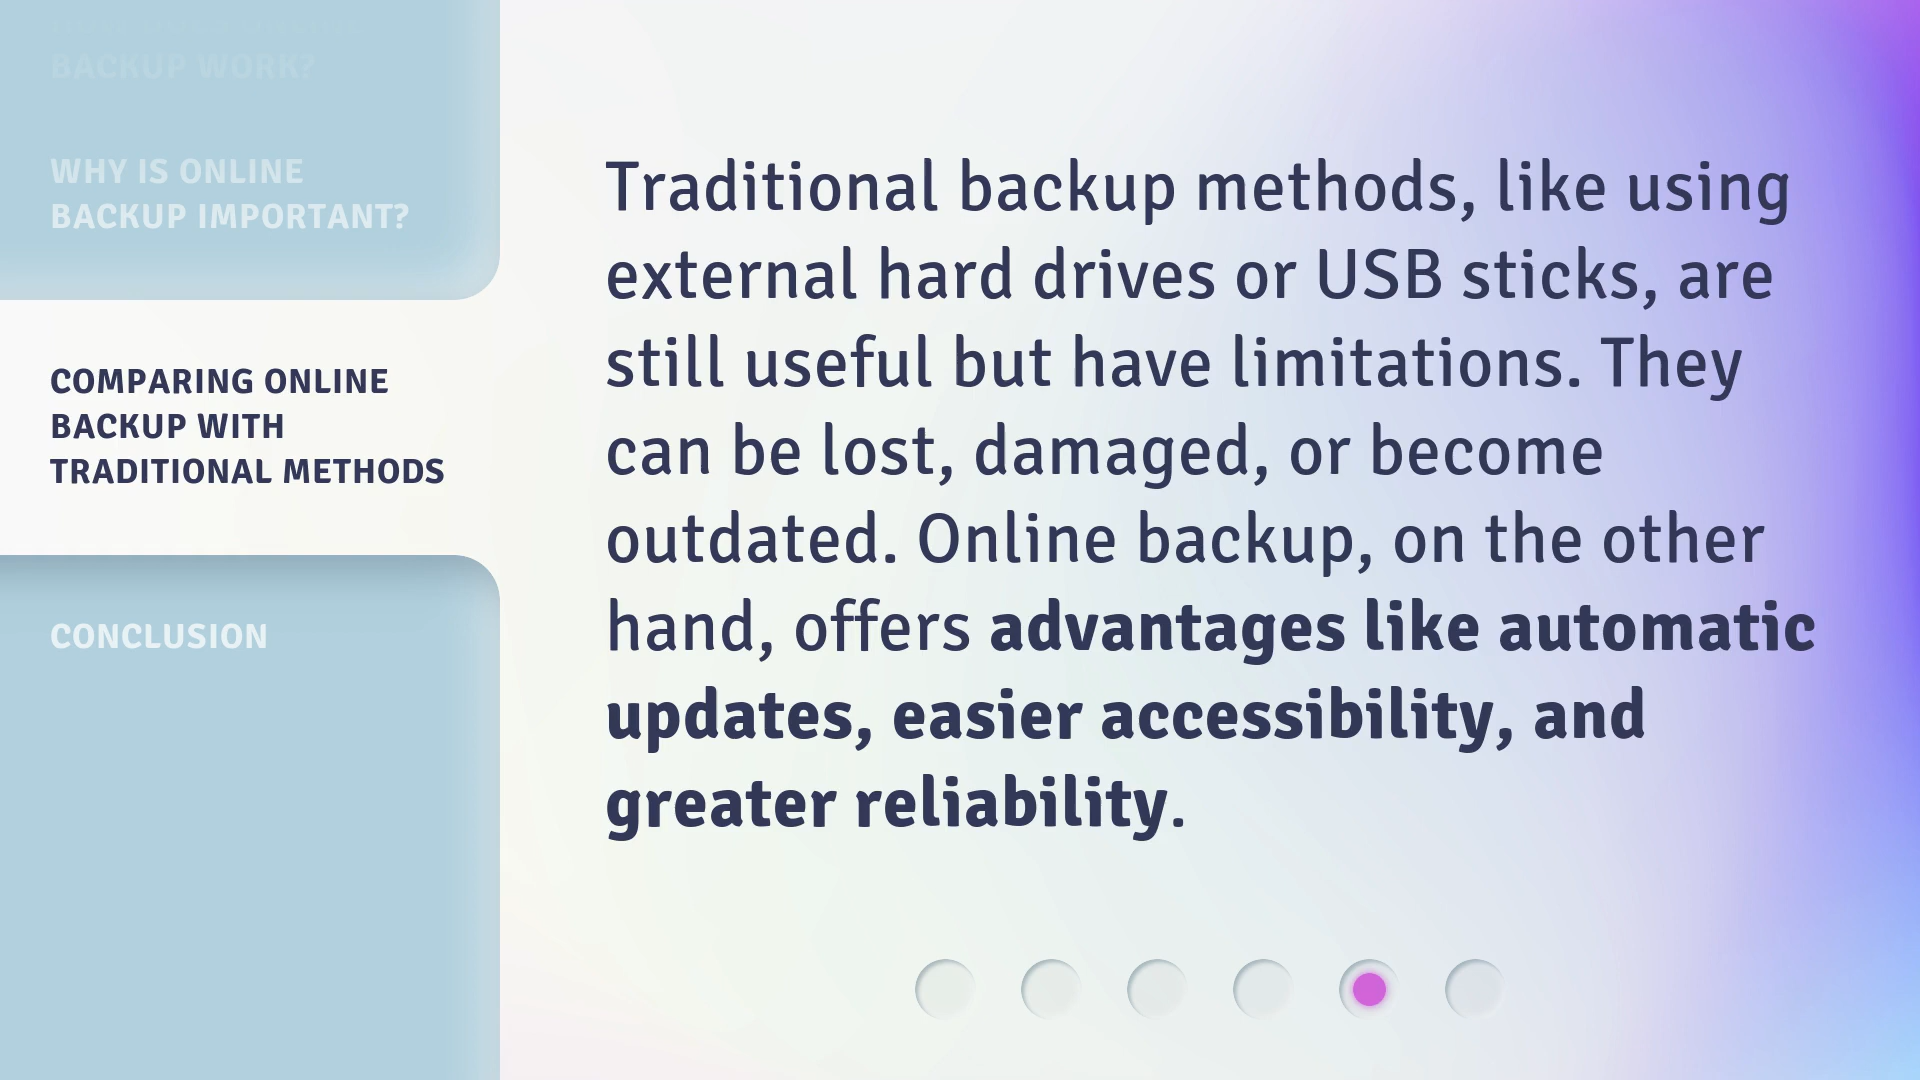 BACKUP WORK?
WHY IS ONLINE
BACKUP IMPORTANT?
COMPARING ONLINE
BACKUP WITH
TRADITIONAL METHODS
CONCLUSION
Traditional backup methods, like using
external hard drives or USB sticks, are
still useful but have limitations. They
can be lost, damaged, or become
outdated. Online backup, on the other
hand, offers advantages like automatic
updates, easier accessibility, and
greater reliability.